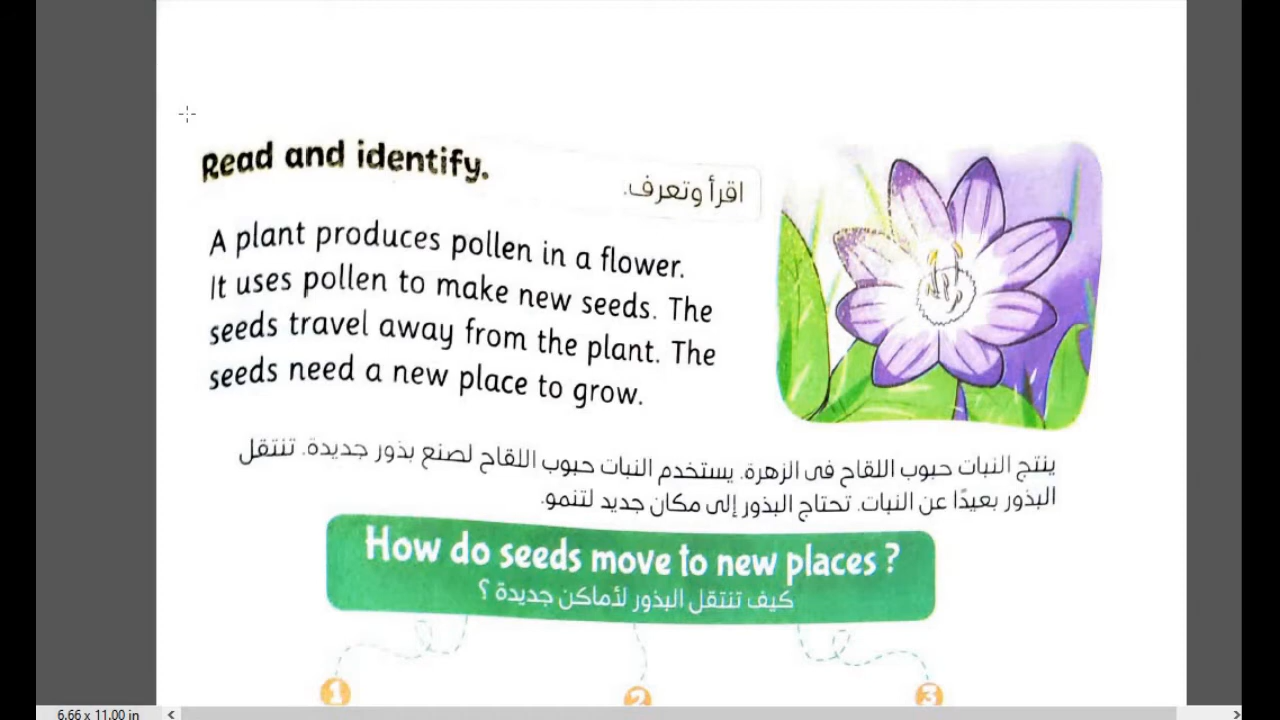 Read and identify.
اقرأ وتعرف.
A plant produces pollen in a flower.
It uses pollen to make new seeds. The
seeds travel away from the plant. The
seeds need a new place to grow.
ينتج النبات حبوب اللقاح فى الزهرة. يستخدم النبات حبوب اللقاح لصنع بذور جديدة. تنتقل
البذور بعيدًا عن النبات. تحتاج البذور إلى مكان جديد لتنمو.
How do seeds move to new places ?
كيف تنتقل البذور لأماكن جديدة ؟
1 2 3
6.66 x 11.00 in